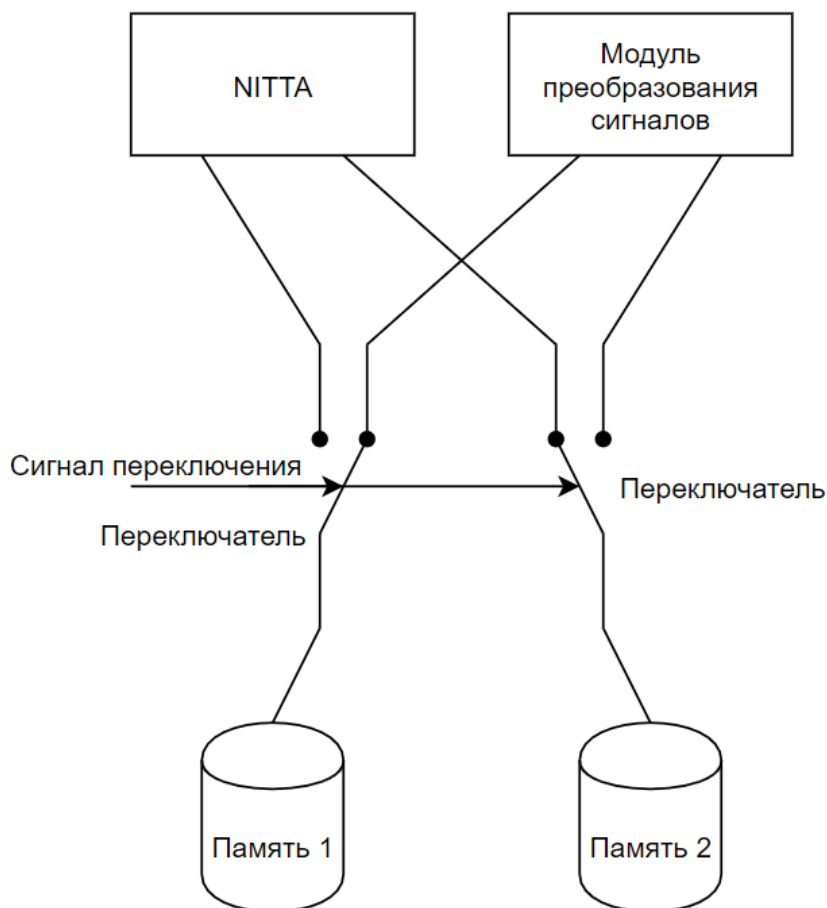 NITTA
Модуль
преобразования
сигналов
Сигнал переключения
Переключатель
Переключатель
Память 1
Память 2